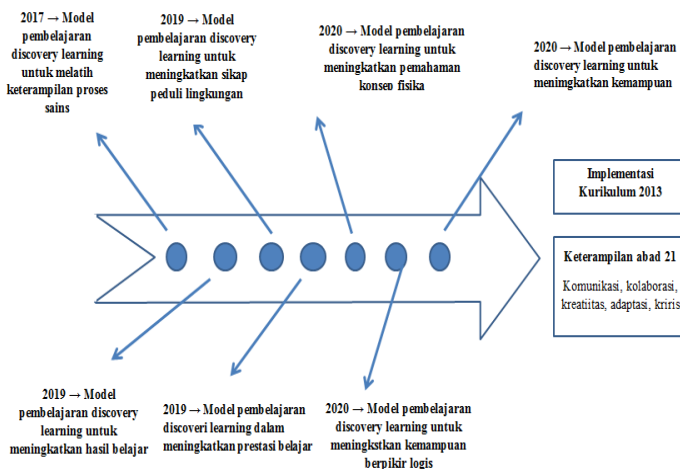 2017 → Model
pembelajaran
discovery learning
untuk melatih
keterampilan proses
sains
2019 → Model
pembelajaran discovery
learning untuk
meningkatkan sikap
peduli lingkungan
2020 → Model pembelajaran
discovery learning untuk
meningkatkan pemahaman
konsep fisika
2020 → Model pembelajaran
discovery learning untuk
menimgkatkan kemampuan
Implementasi
Kurikulum 2013
Keterampilan abad 21
Komunikasi, kolaborasi,
kreatiitas, adaptasi, kriris
2019 → Model
pembelajaran discovery
learning untuk
meningkatkan hasil belajar
2019 → Model pembelajaran
discoveri learning dalam
meningkatkan prestasi belajar
2020 → Model pembelajaran
discovery learning untuk
meningkstkan kemampuan
berpikir logis